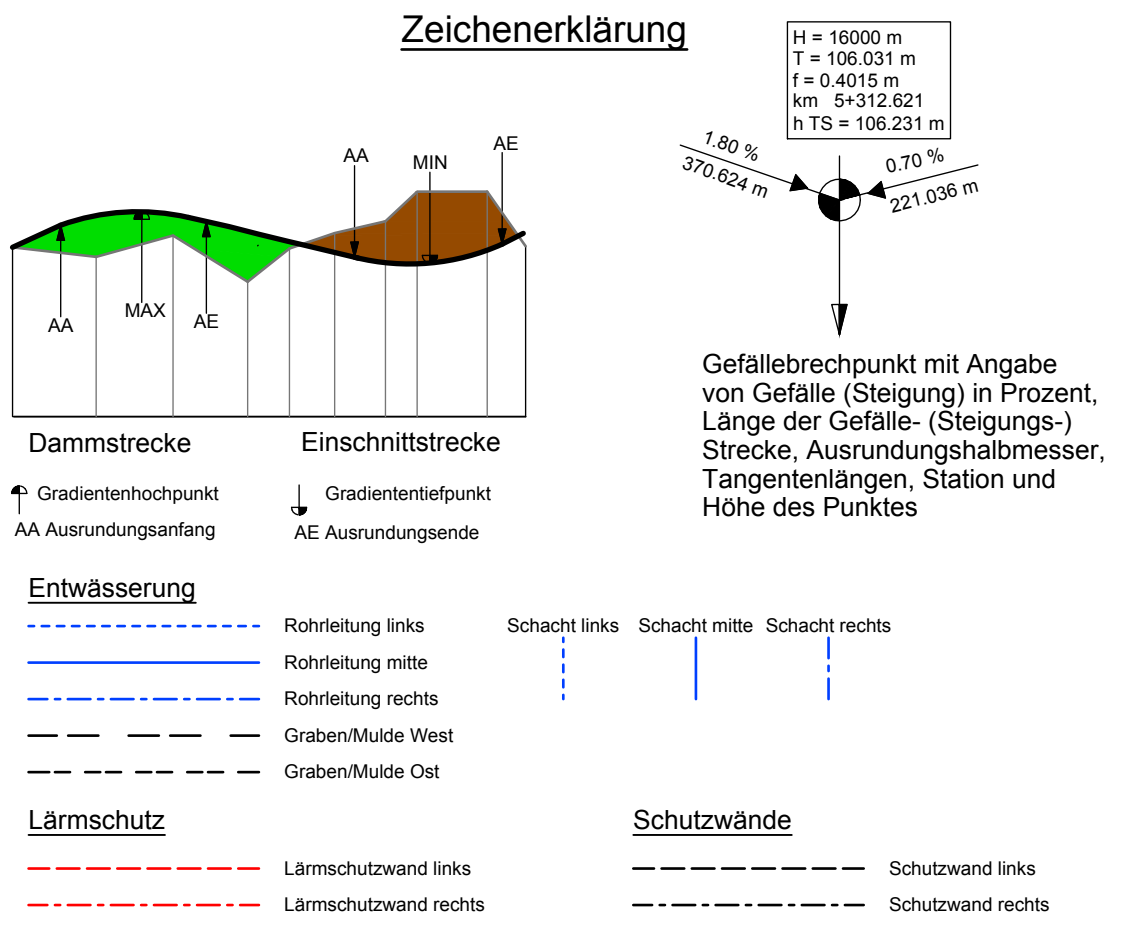 Zeichenerklärung
H = 16000 m
T = 106.031 m
f = 0.4015 m
km 5+312.621
h TS = 106.231 m
1.80 %
370.624 m
0.70 %
221.036 m
AA
MIN
AE
AA
MAX
AE
Dammstrecke
Einschnittstrecke
Gradientenhochpunkt
Gradiententiefpunkt
AA Ausrundungsanfang
AE Ausrundungsende
Gefällebrechpunkt mit Angabe
von Gefälle (Steigung) in Prozent,
Länge der Gefälle- (Steigungs-)
Strecke, Ausrundungshalbmesser,
Tangentenlängen, Station und
Höhe des Punktes
Entwässerung
Rohrleitung links
Rohrleitung mitte
Rohrleitung rechts
Graben/Mulde West
Graben/Mulde Ost
Schacht links
Schacht mitte
Schacht rechts
Lärmschutz
Lärmschutzwand links
Lärmschutzwand rechts
Schutzwände
Schutzwand links
Schutzwand rechts